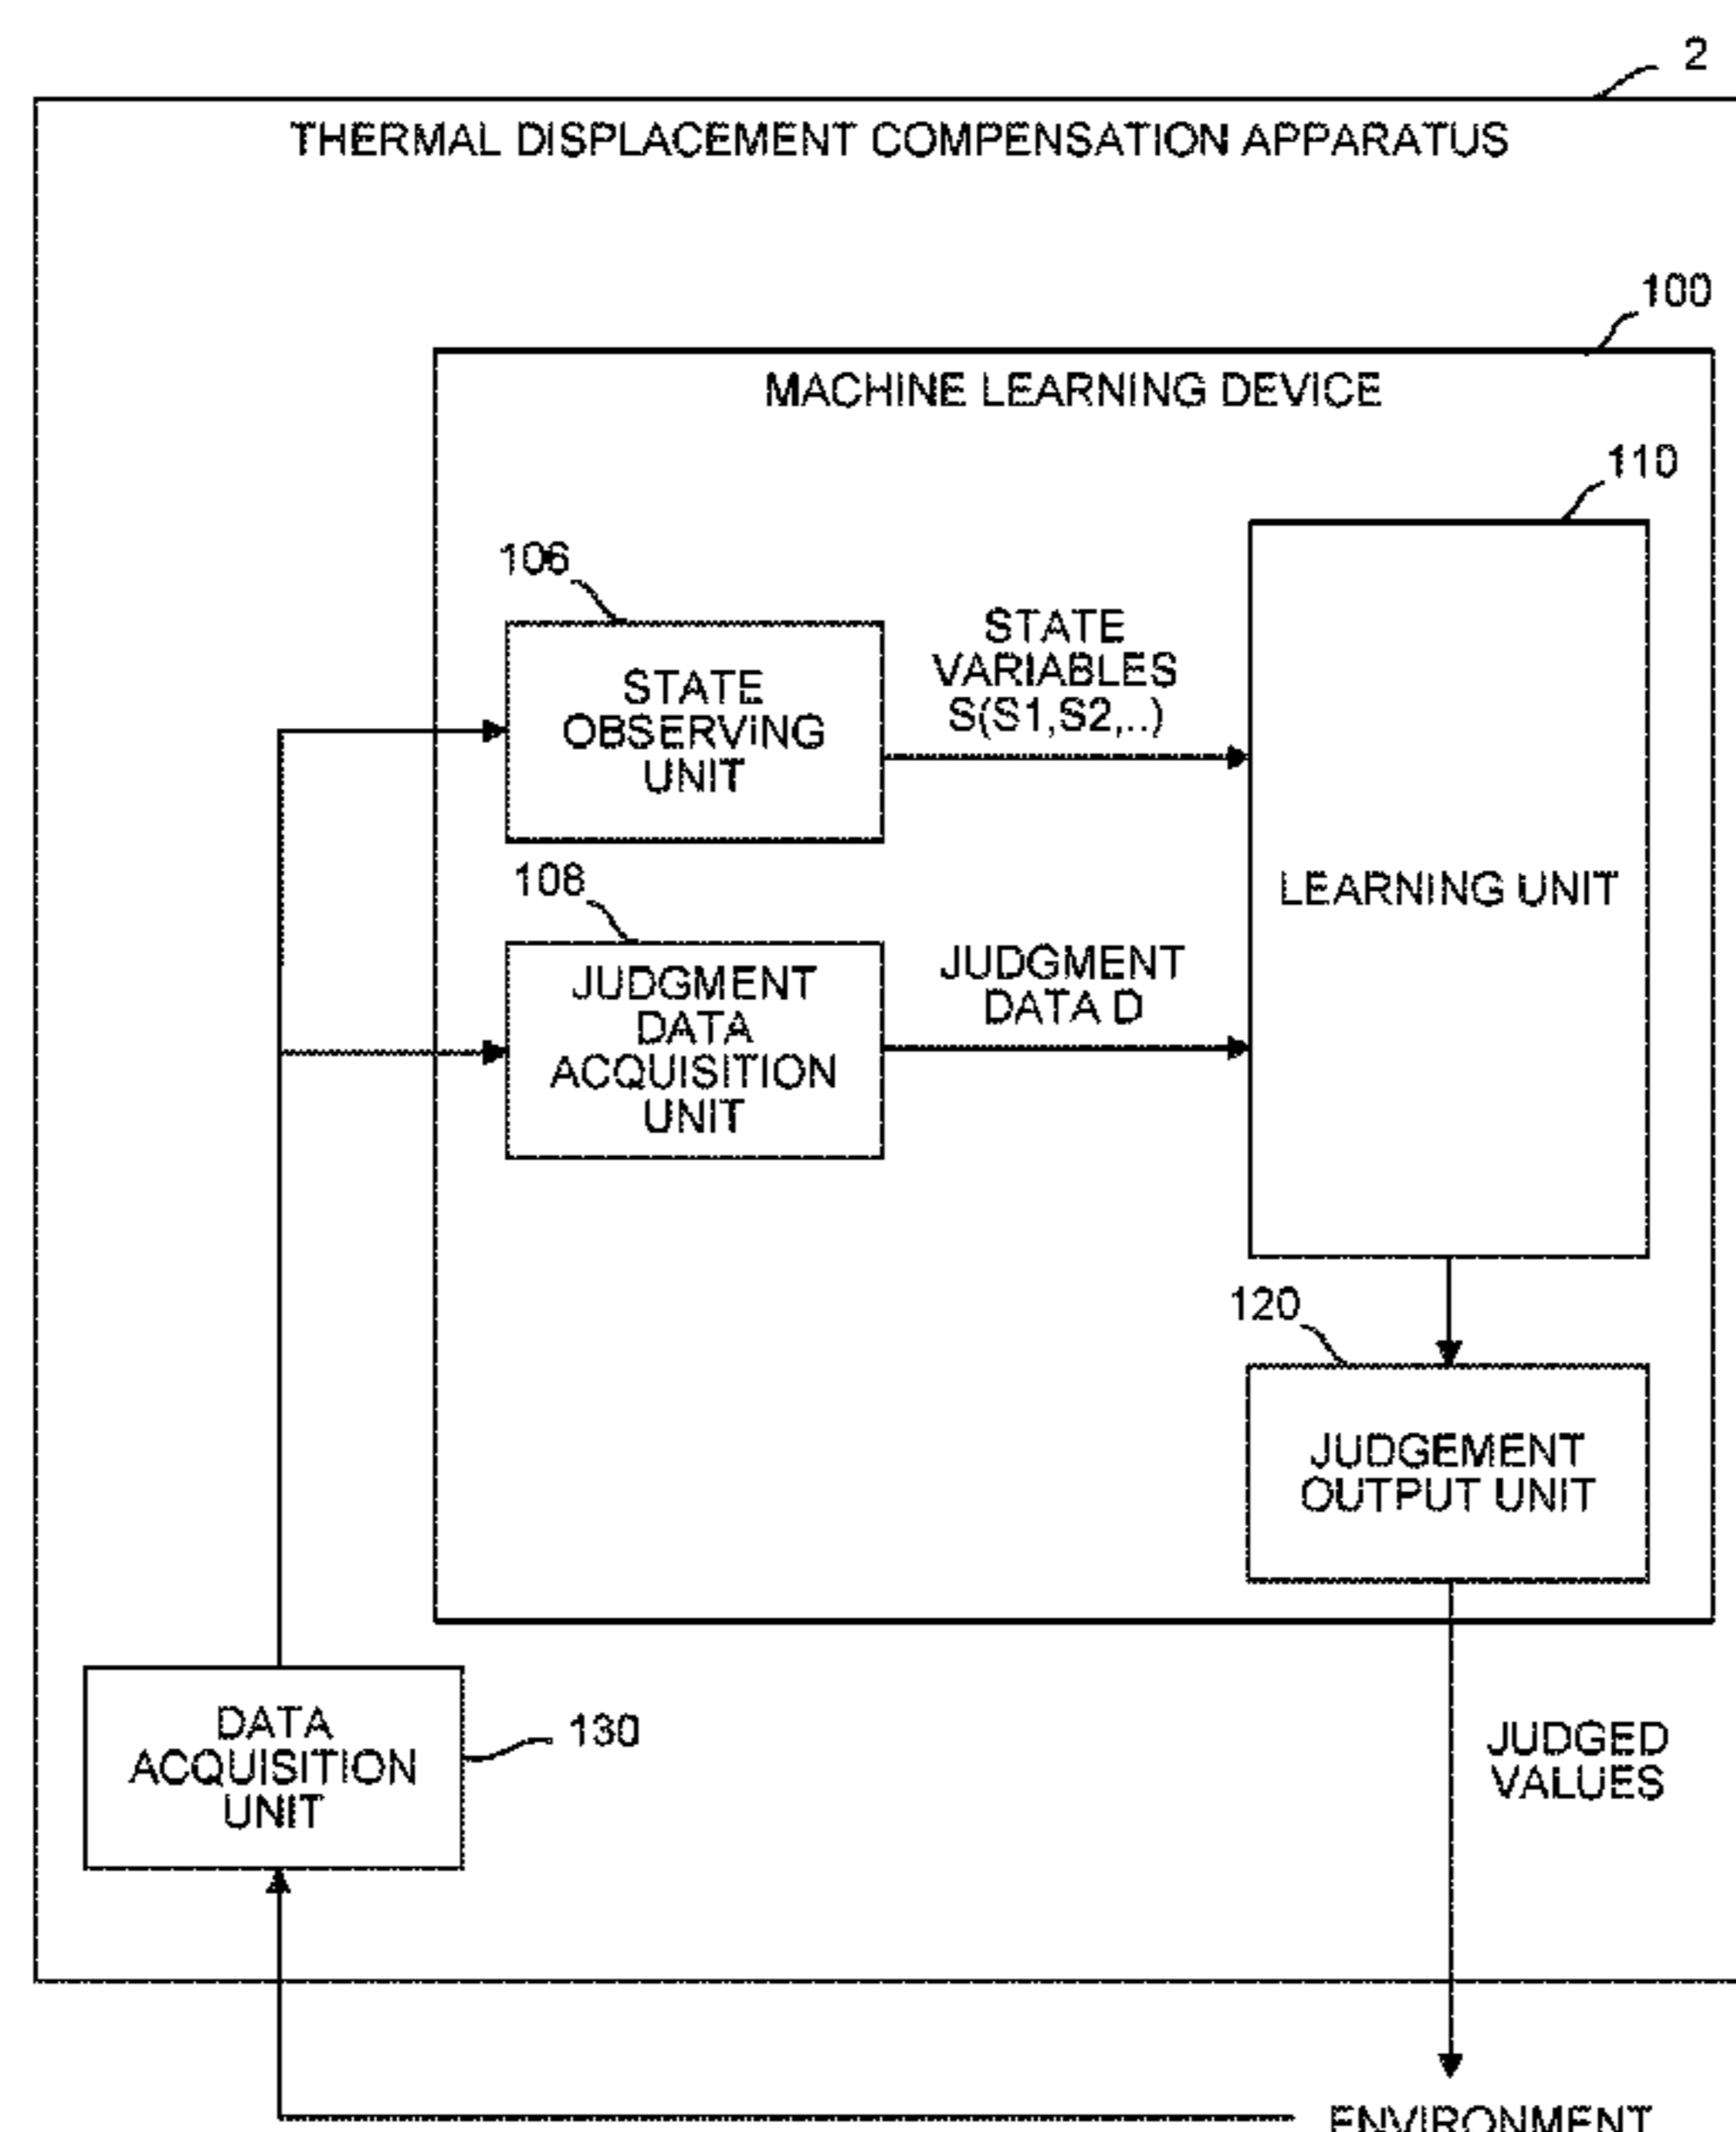 2
THERMAL DISPLACEMENT COMPENSATION APPARATUS
100
MACHINE LEARNING DEVICE
110
106
STATE
OBSERVING
UNIT
STATE
VARIABLES
S(S1,S2,..)
LEARNING UNIT
108
JUDGMENT
DATA
ACQUISITION
UNIT
JUDGMENT
DATA D
120
JUDGEMENT
OUTPUT UNIT
DATA
ACQUISITION
UNIT
130
JUDGED
VALUES
ENVIRONMENT